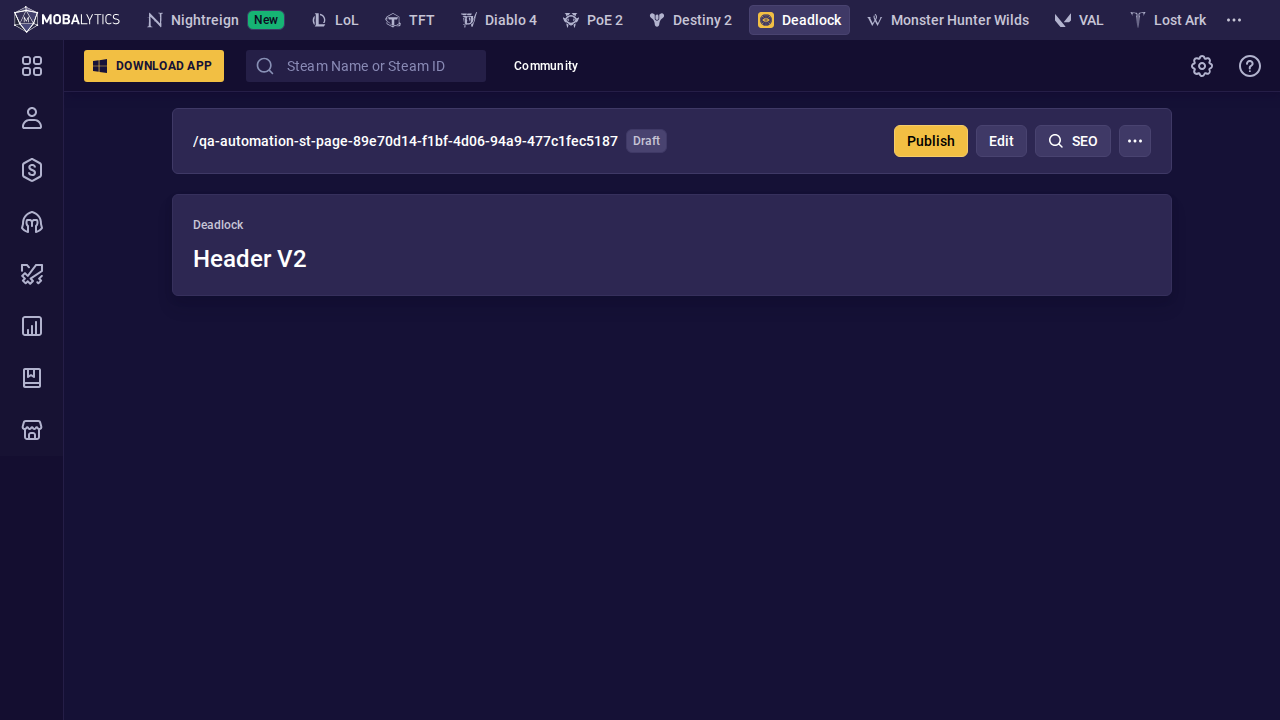 MOBALYTICS
Nightreign New LoL TFT Diablo 4 PoE 2 Destiny 2 Deadlock Monster Hunter Wilds VAL Lost Ark
DOWNLOAD APP Steam Name or Steam ID Community
/qa-automation-st-page-89e70d14-f1bf-4d06-94a9-477c1fec5187 Draft Publish Edit SEO
Deadlock
Header V2